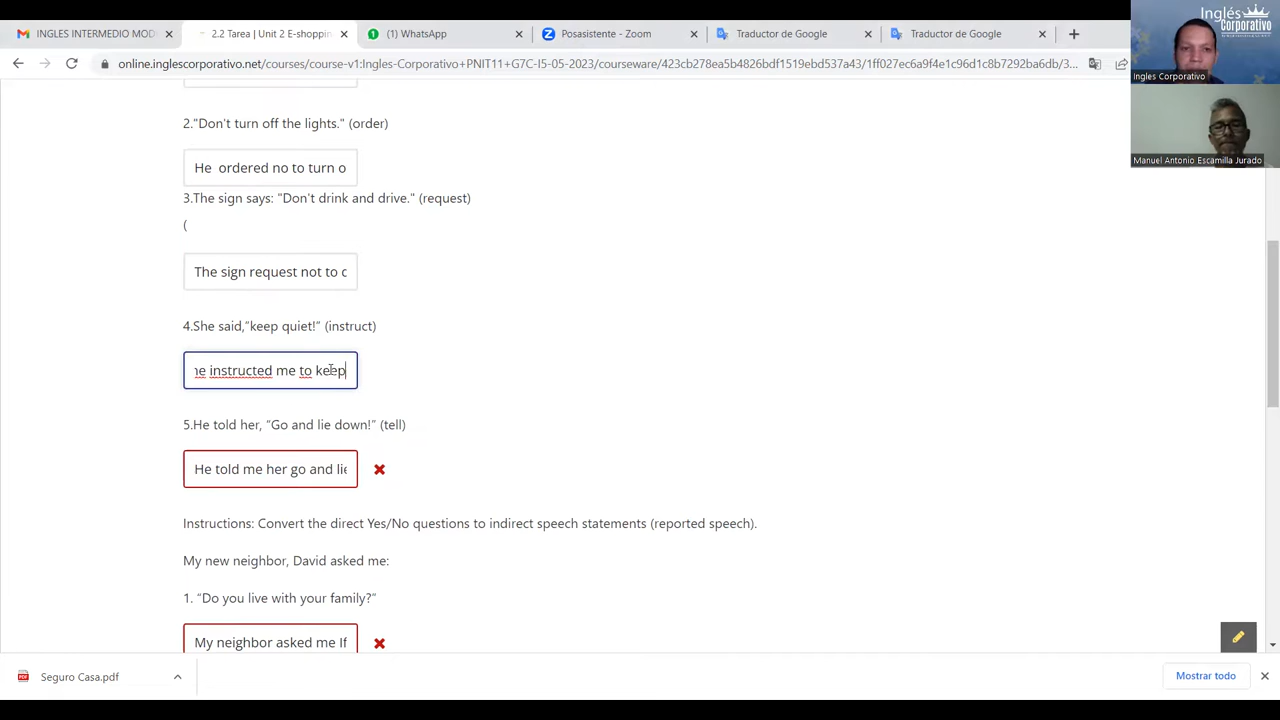 INGLES INTERMEDIO MOD
2.2 Tarea | Unit 2 E-shoppin
(1) WhatsApp
Posasistente - Zoom
Traductor de Google
Traductor de Google
Inglés
Corporativo
online.inglescorporativo.net/courses/course-v1:Ingles-Corporativo+PNIT11+G7C-I5-05-2023/courseware/423cb278ea5b4826bdf1519ebd537a43/1ff027ec6a9f4e1c96d1c8b7292ba6db/3...
Ingles Corporativo
2."Don't turn off the lights." (order)
Manuel Antonio Escamilla Jurado
He ordered no to turn o
3.The sign says: "Don't drink and drive." (request)
(
The sign request not to
4.She said,"keep quiet!" (instruct)
instructed me to keep
5.He told her, “Go and lie down!” (tell)
He told me her go and lie
Instructions: Convert the direct Yes/No questions to indirect speech statements (reported speech).
My new neighbor, David asked me:
1. “Do you live with your family?”
My neighbor asked me If
Seguro Casa.pdf
Mostrar todo